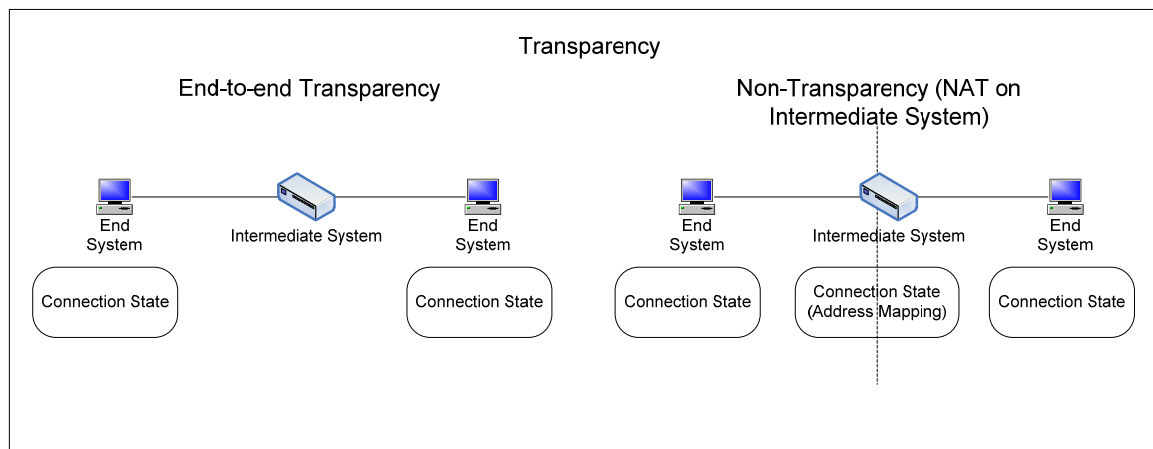 Transparency
End-to-end Transparency
End
System
Intermediate System
End
System
Connection State
Connection State
Non-Transparency (NAT on
Intermediate System)
End
System
Intermediate System
End
System
Connection State
Connection State
(Address Mapping)
Connection State